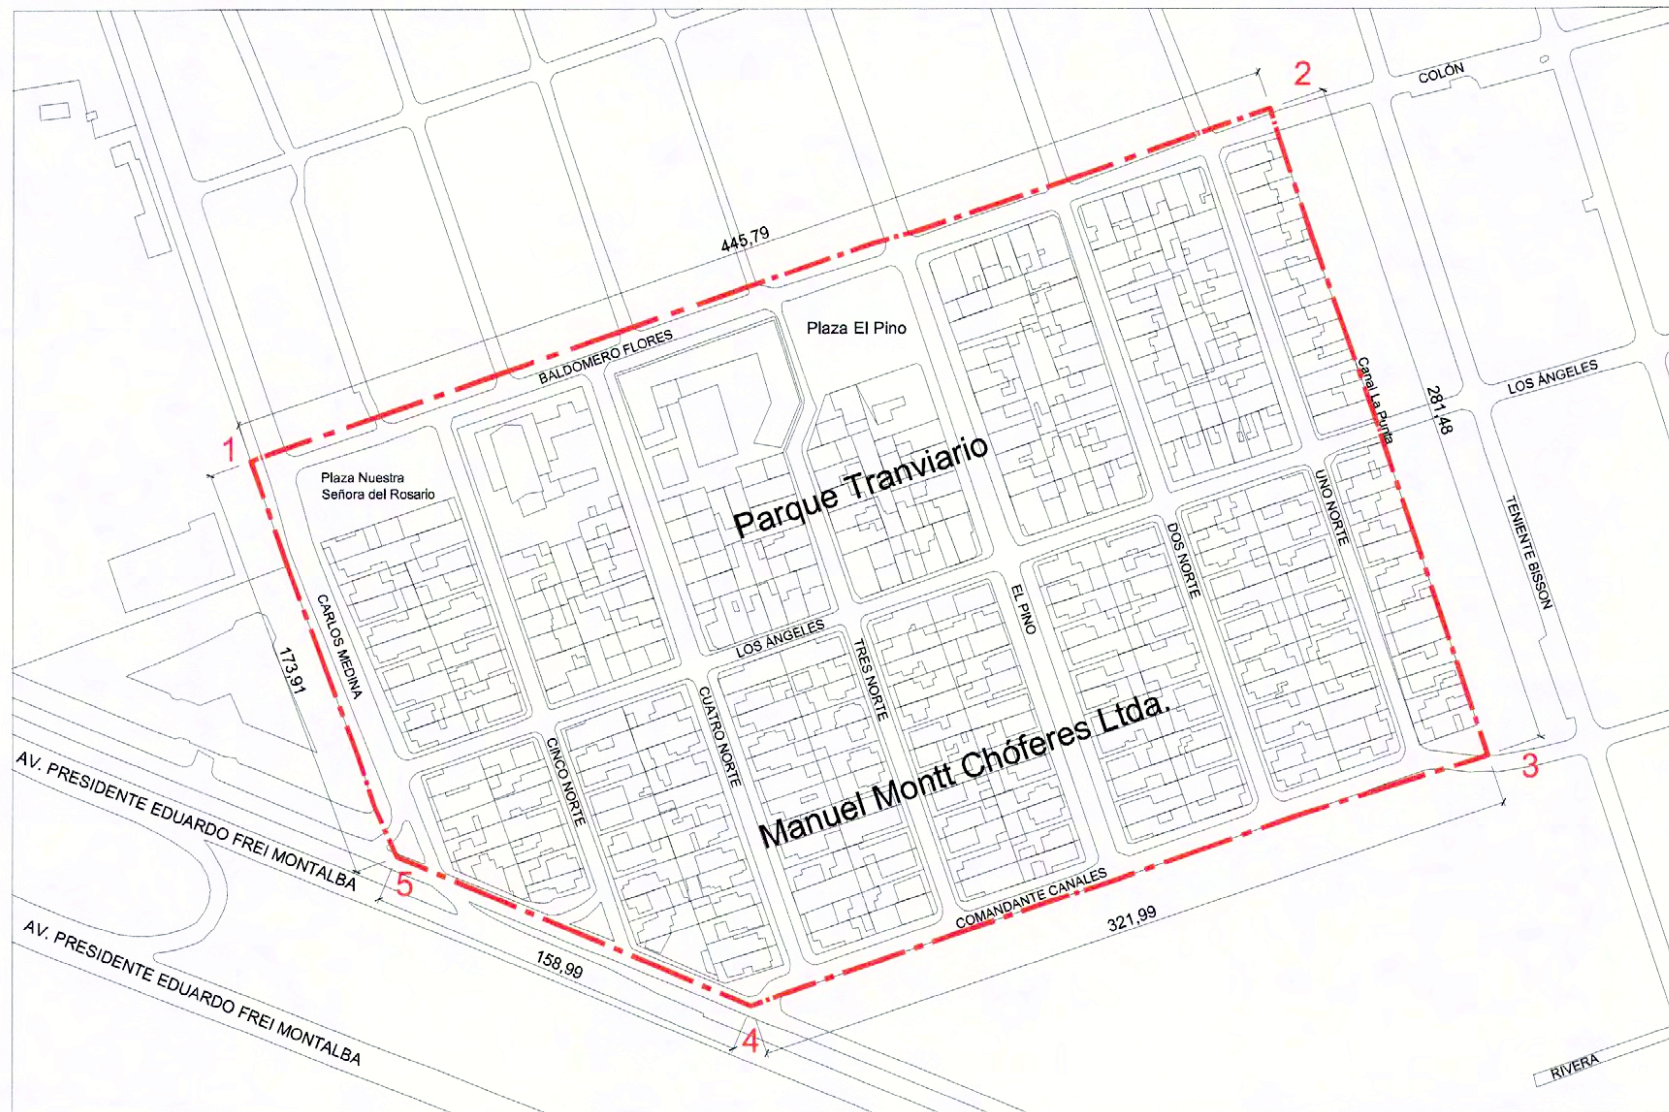 2
COLÓN
445,79
Plaza El Pino
BALDOMERO FLORES
Canal La Punta
LOS ÁNGELES
281,48
1
Plaza Nuestra
Señora del Rosario
Parque Tranviario
UNO NORTE
TENIENTE BISSON
DOS NORTE
CARLOS MEDINA
EL PINO
LOS ÁNGELES
TRES NORTE
173,91
CUATRO NORTE
CINCO NORTE
Manuel Montt Chóferes Ltda.
3
AV. PRESIDENTE EDUARDO FREI MONTALBA
5
COMANDANTE CANALES
321,99
158,99
AV. PRESIDENTE EDUARDO FREI MONTALBA
4
RIVERA